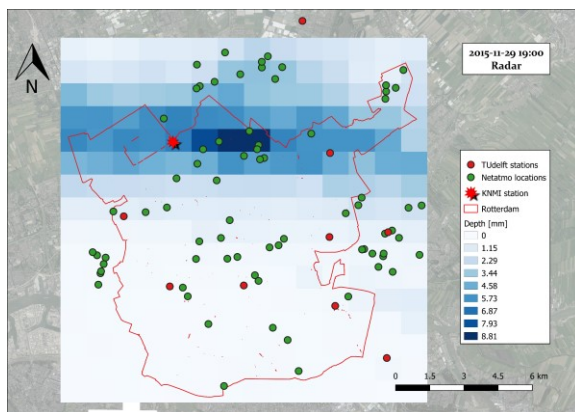 2015-11-29 19:00
Radar
N
TUdelft stations
Netatmo locations
KNMI station
Rotterdam
Depth [mm]
0
1.15
2.29
3.44
4.58
5.73
6.87
7.93
8.81
0 1.5 3 4.5 6 km